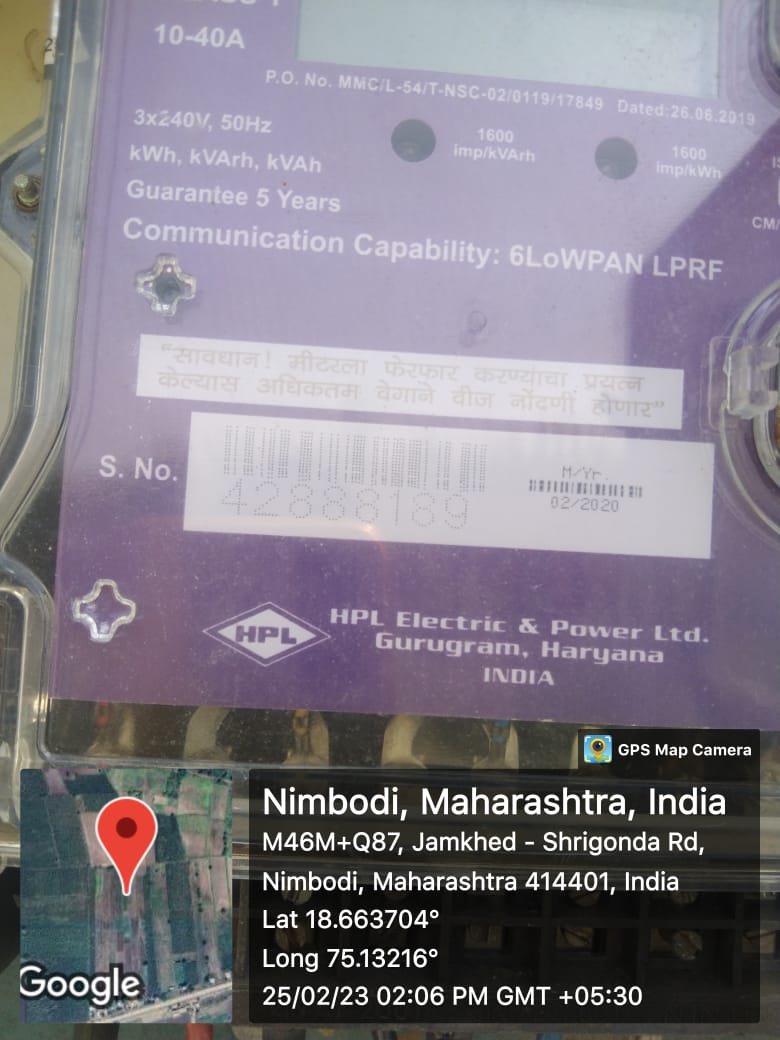 10-40A
P.O. No. MMC/L-54/T-NSC-02/0119/17849 Dated:26.06.2019
3x240V, 50Hz
kWh, kVArh, kVAh
1600
imp/kVArh
1600
imp/kWh
Guarantee 5 Years
CM/
Communication Capability: 6LoWPAN LPRF
"सावधान! मीटरला फेरफार करण्याचा प्रयत्न
केल्यास अधिकतम वेगाने वीज नोंदणी होणार"
S. No.
42888189
M/Yr.
02/2020
HPL
HPL Electric & Power Ltd.
Gurugram, Haryana
INDIA
GPS Map Camera
Nimbodi, Maharashtra, India
M46M+Q87, Jamkhed - Shrigonda Rd,
Nimbodi, Maharashtra 414401, India
Lat 18.663704°
Long 75.13216°
25/02/23 02:06 PM GMT +05:30
Google